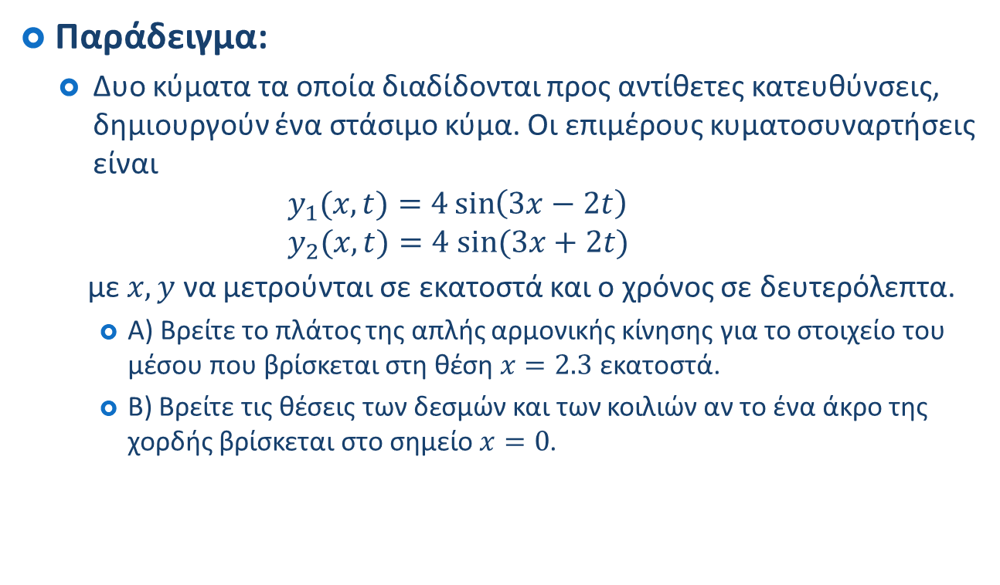 Παράδειγμα:
Δυο κύματα τα οποία διαδίδονται προς αντίθετες κατευθύνσεις,
δημιουργούν ένα στάσιμο κύμα. Οι επιμέρους κυματοσυναρτήσεις
είναι
𝑦₁(𝑥, 𝑡) = 4 sin(3𝑥 − 2𝑡)
𝑦₂(𝑥, 𝑡) = 4 sin(3𝑥 + 2𝑡)
με 𝑥, 𝑦 να μετρούνται σε εκατοστά και ο χρόνος σε δευτερόλεπτα.
Α) Βρείτε το πλάτος της απλής αρμονικής κίνησης για το στοιχείο του
μέσου που βρίσκεται στη θέση 𝑥 = 2.3 εκατοστά.
Β) Βρείτε τις θέσεις των δεσμών και των κοιλιών αν το ένα άκρο της
χορδής βρίσκεται στο σημείο 𝑥 = 0.